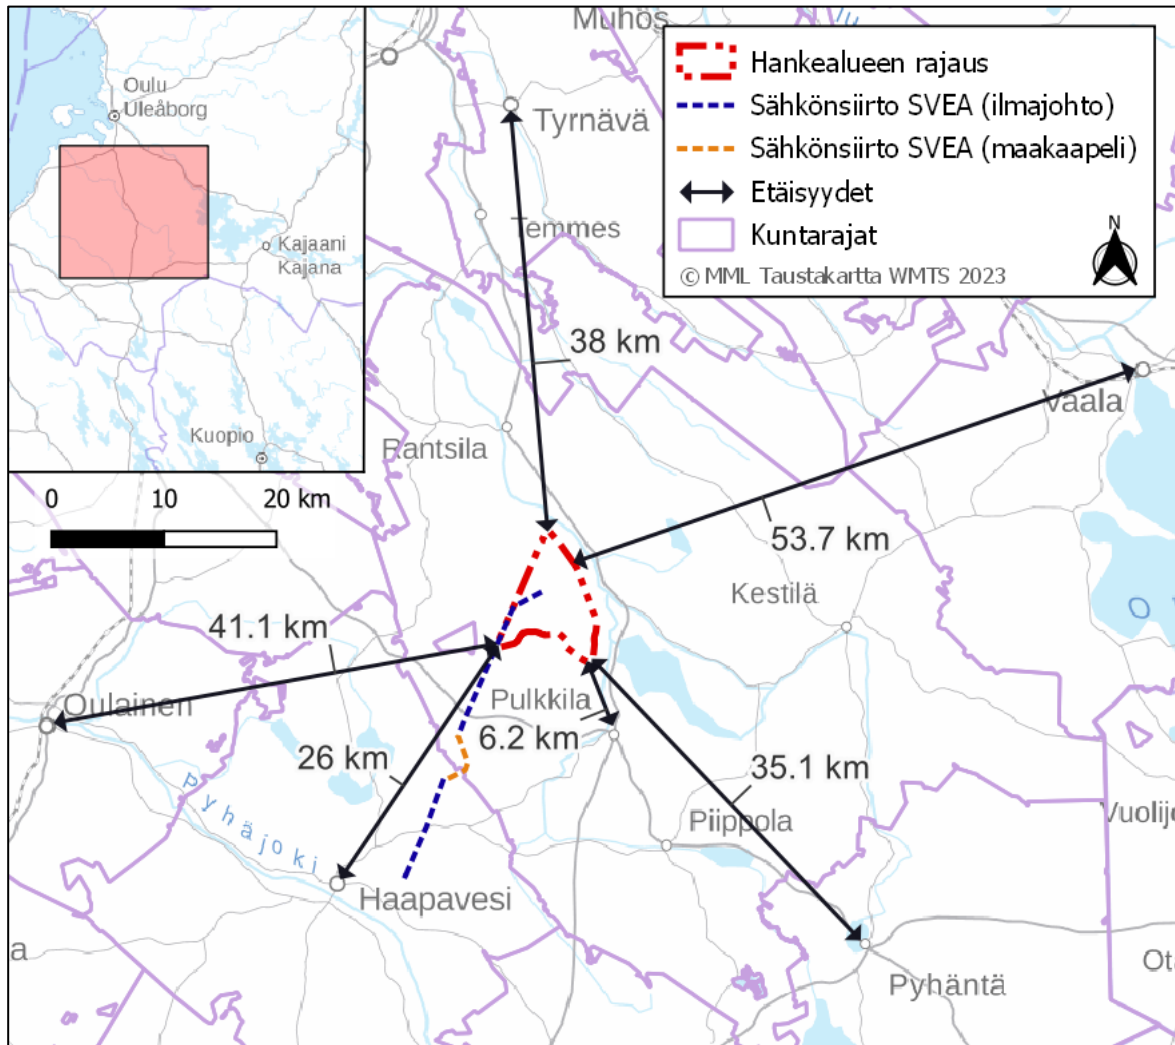 Muhos
Oulu
Uleåborg
Kajaani
Kajana
Kuopio
Hankealueen rajaus
Sähkönsiirto SVEA (ilmajohto)
Sähkönsiirto SVEA (maakaapeli)
Etäisyydet
Kuntarajat
© MML Taustakartta WMTS 2023
N
Tyrnävä
Temmes
38 km
Vaala
Rantsila
0 10 20 km
53.7 km
Kestilä
O
41.1 km
Oulainen
Pulkkila
6.2 km
26 km
35.1 km
Pyhäjoki
Piippola
Vuolijo
Haapavesi
a
Ota
Pyhäntä